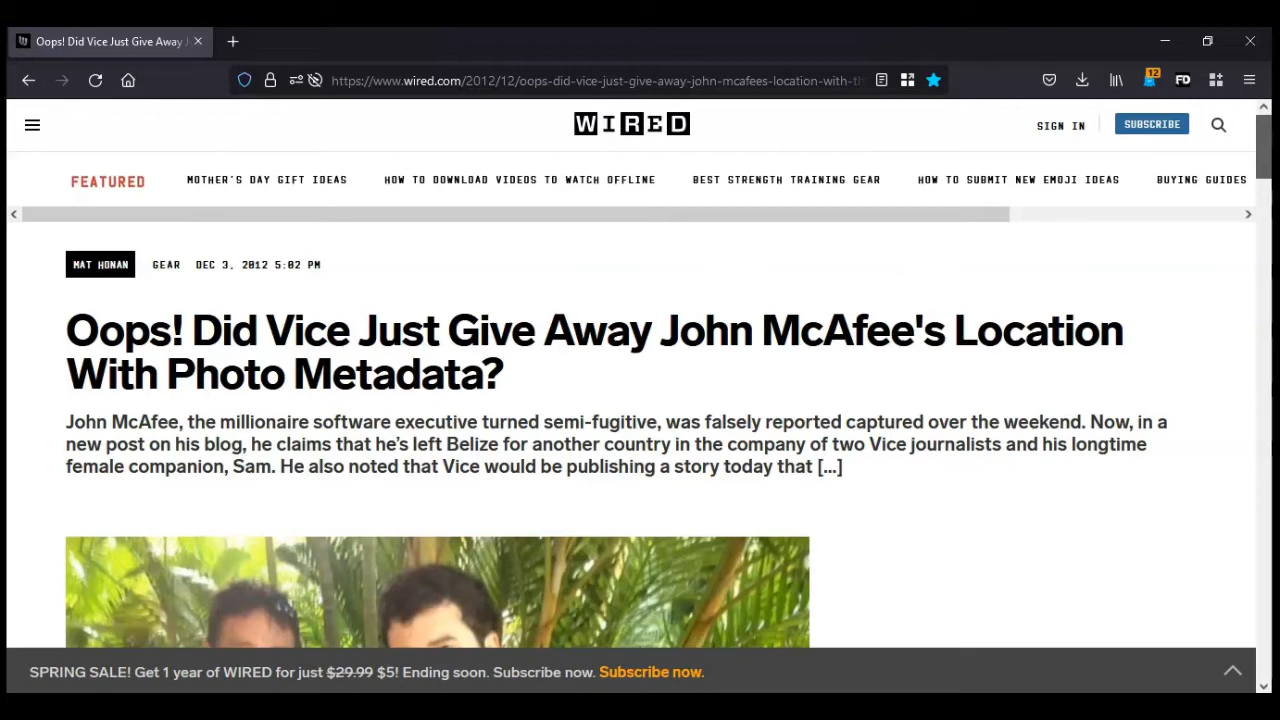 Oops! Did Vice Just Give Away J
https://www.wired.com/2012/12/oops-did-vice-just-give-away-john-mcafees-location-with-th
12
FD
WIRED
SIGN IN
SUBSCRIBE
FEATURED MOTHER'S DAY GIFT IDEAS HOW TO DOWNLOAD VIDEOS TO WATCH OFFLINE BEST STRENGTH TRAINING GEAR HOW TO SUBMIT NEW EMOJI IDEAS BUYING GUIDES
MAT HONAN GEAR DEC 3, 2012 5:02 PM
Oops! Did Vice Just Give Away John McAfee's Location
With Photo Metadata?
John McAfee, the millionaire software executive turned semi-fugitive, was falsely reported captured over the weekend. Now, in a
new post on his blog, he claims that he's left Belize for another country in the company of two Vice journalists and his longtime
female companion, Sam. He also noted that Vice would be publishing a story today that [...]
SPRING SALE! Get 1 year of WIRED for just $29.99 $5! Ending soon. Subscribe now. Subscribe now.